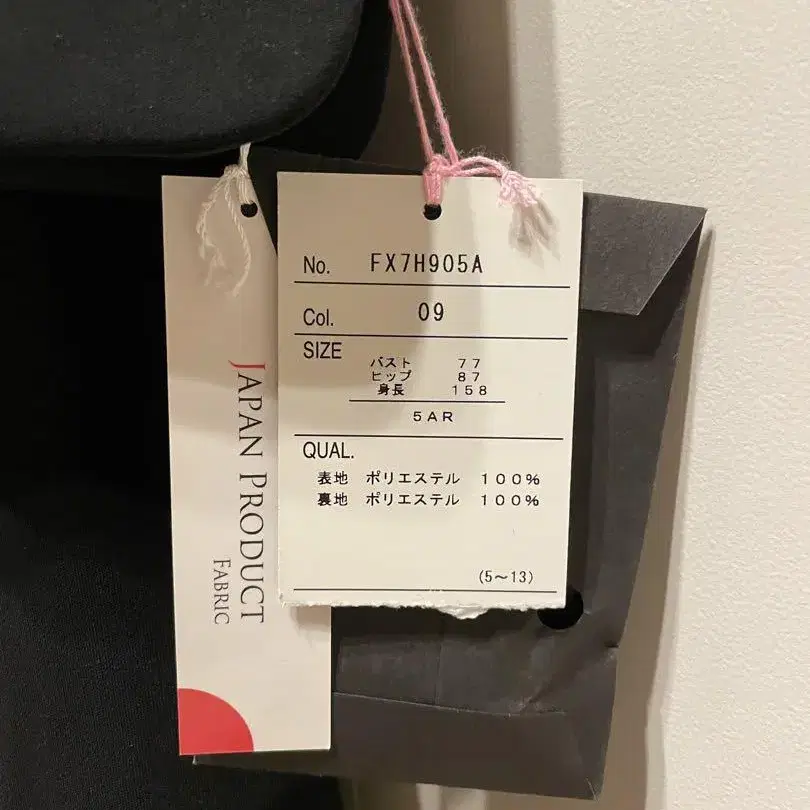 No. FX7H905A
Col. 09
SIZE
バスト 77
ヒップ 87
身長 158
5AR
QUAL.
表地 ポリエステル 100%
裏地 ポリエステル 100%
(5~13)
JAPAN PRODUCT
FABRIC